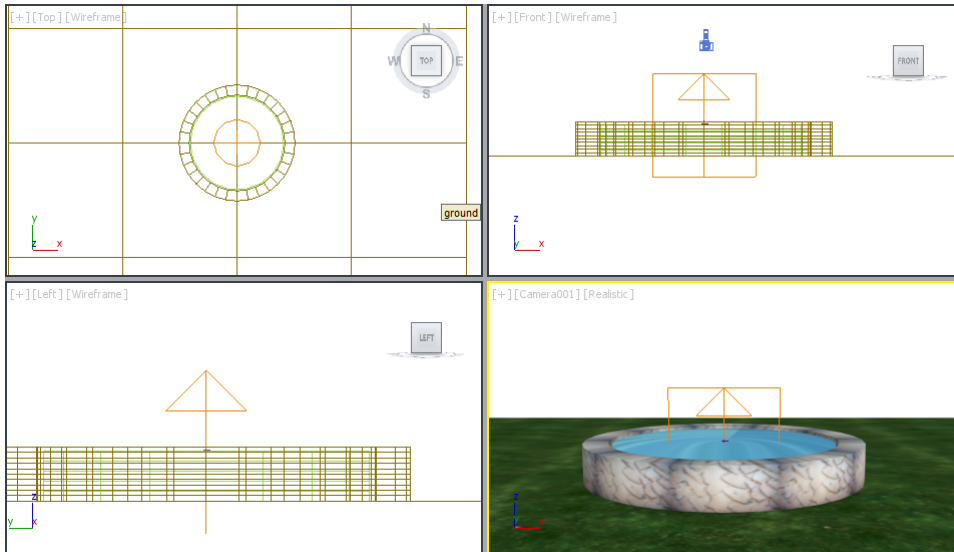 [+] [Top] [Wireframe]
N
W TOP E
S
ground
y
z x
[+] [Front] [Wireframe]
FRONT
z
y x
[+] [Left] [Wireframe]
LEFT
z
y x
[+] [Camera001] [Realistic]
z
x